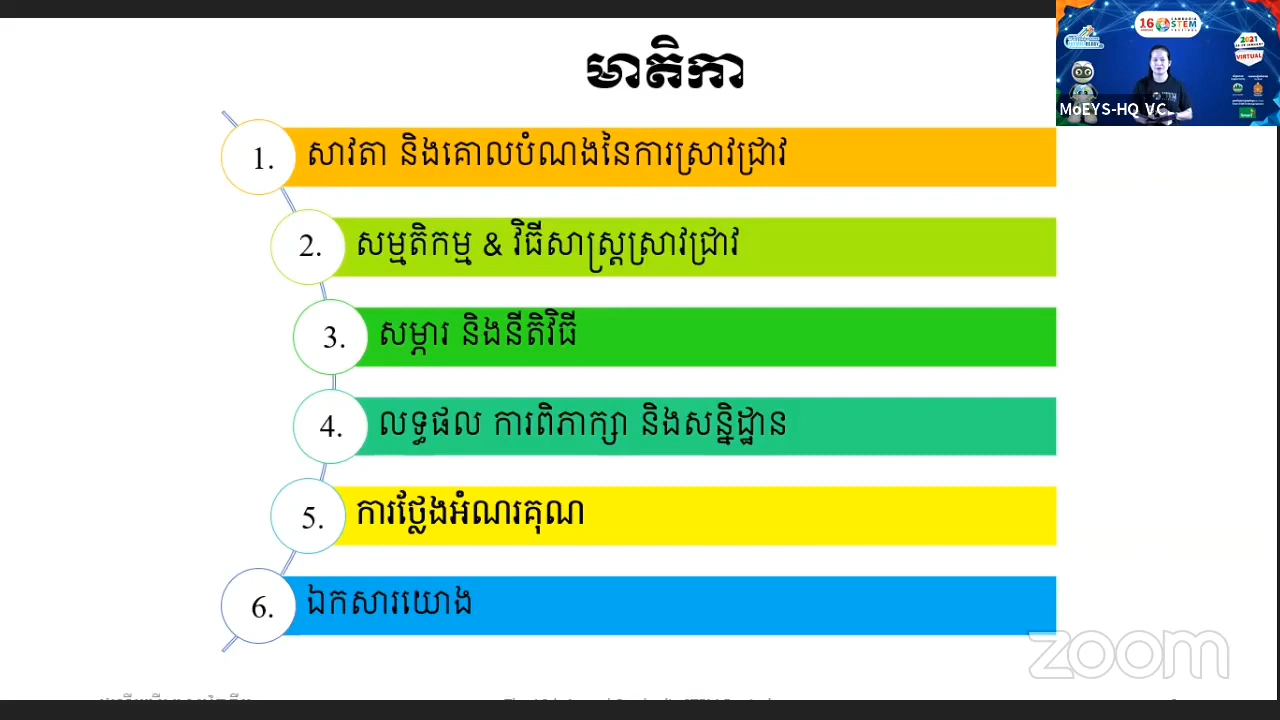 មាតិកា
1. សាវតា និងគោលបំណងនៃការស្រាវជ្រាវ
2. សម្មតិកម្ម & វិធីសាស្ត្រស្រាវជ្រាវ
3. សម្ភារ និងនីតិវិធី
4. លទ្ធផល ការពិភាក្សា និងសន្និដ្ឋាន
5. ការថ្លែងអំណរគុណ
6. ឯកសារយោង
16
CAMBODIA
STEM
FESTIVAL
2021
VIRTUAL
MoEYS-HQ VC
zoom